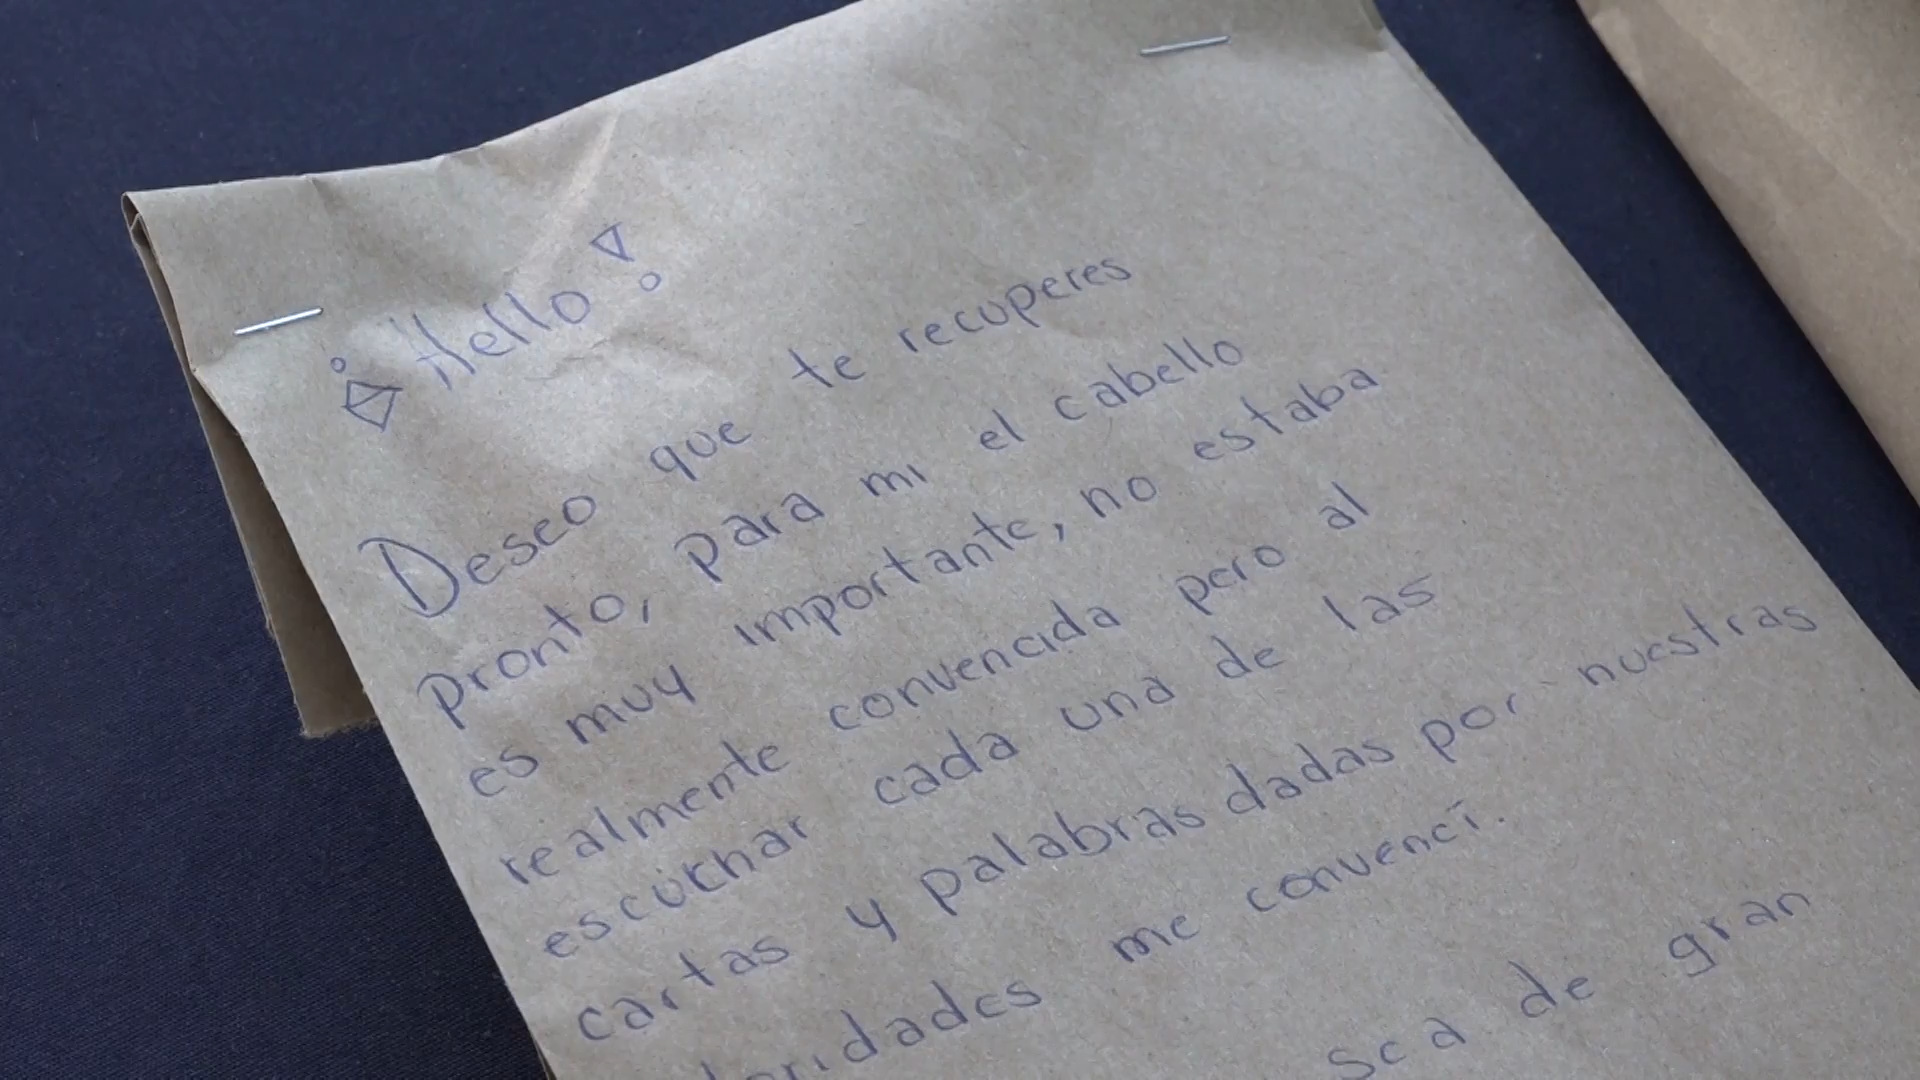 ¡Hello!
Deseo que te recuperes
pronto, para mi el cabello
es muy importante, no estaba
realmente convencida pero al
escuchar cada una de las
cartas y palabras dadas por nuestras
me convencí.
sea de gran